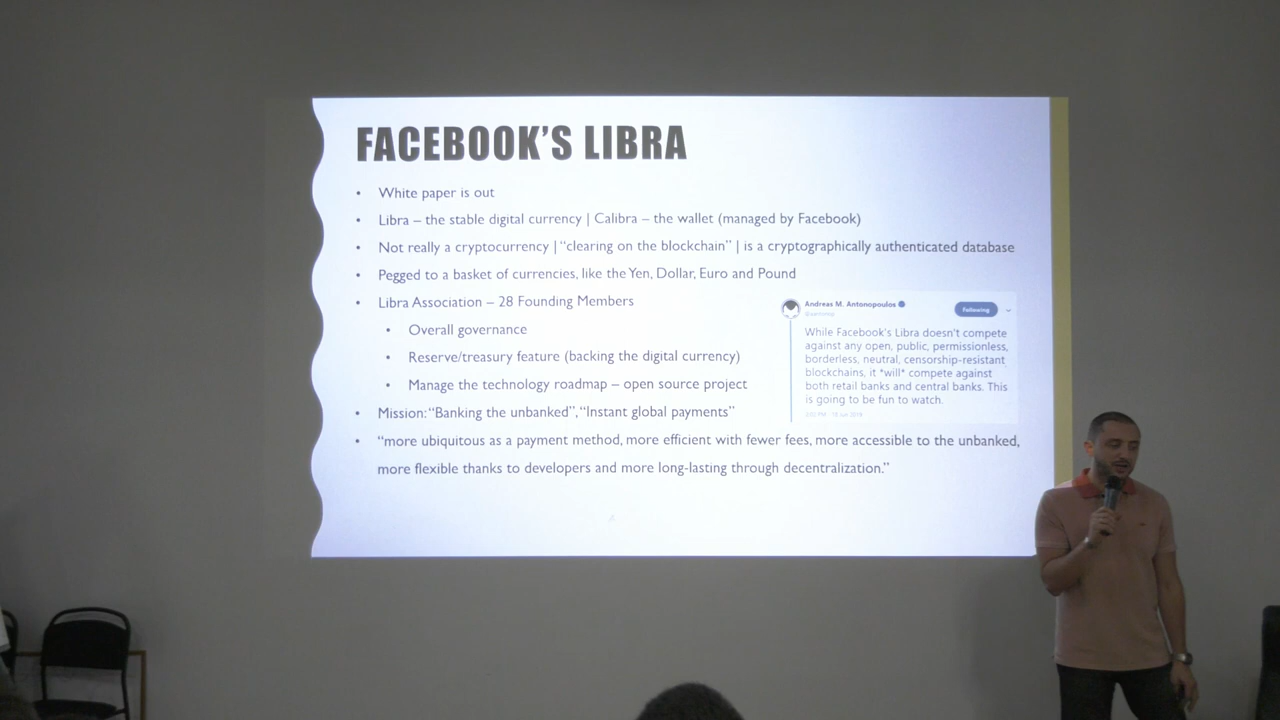 FACEBOOK'S LIBRA
• White paper is out
• Libra – the stable digital currency | Calibra – the wallet (managed by Facebook)
• Not really a cryptocurrency | “clearing on the blockchain” | is a cryptographically authenticated database
• Pegged to a basket of currencies, like the Yen, Dollar, Euro and Pound
• Libra Association – 28 Founding Members
• Overall governance
• Reserve/treasury feature (backing the digital currency)
• Manage the technology roadmap – open source project
• Mission: “Banking the unbanked”, “Instant global payments”
• “more ubiquitous as a payment method, more efficient with fewer fees, more accessible to the unbanked,
more flexible thanks to developers and more long-lasting through decentralization.”
Andreas M. Antonopoulos
Following
While Facebook's Libra doesn't compete
against any open, public, permissionless,
borderless, neutral, censorship-resistant
blockchains, it *will* compete against
both retail banks and central banks. This
is going to be fun to watch.